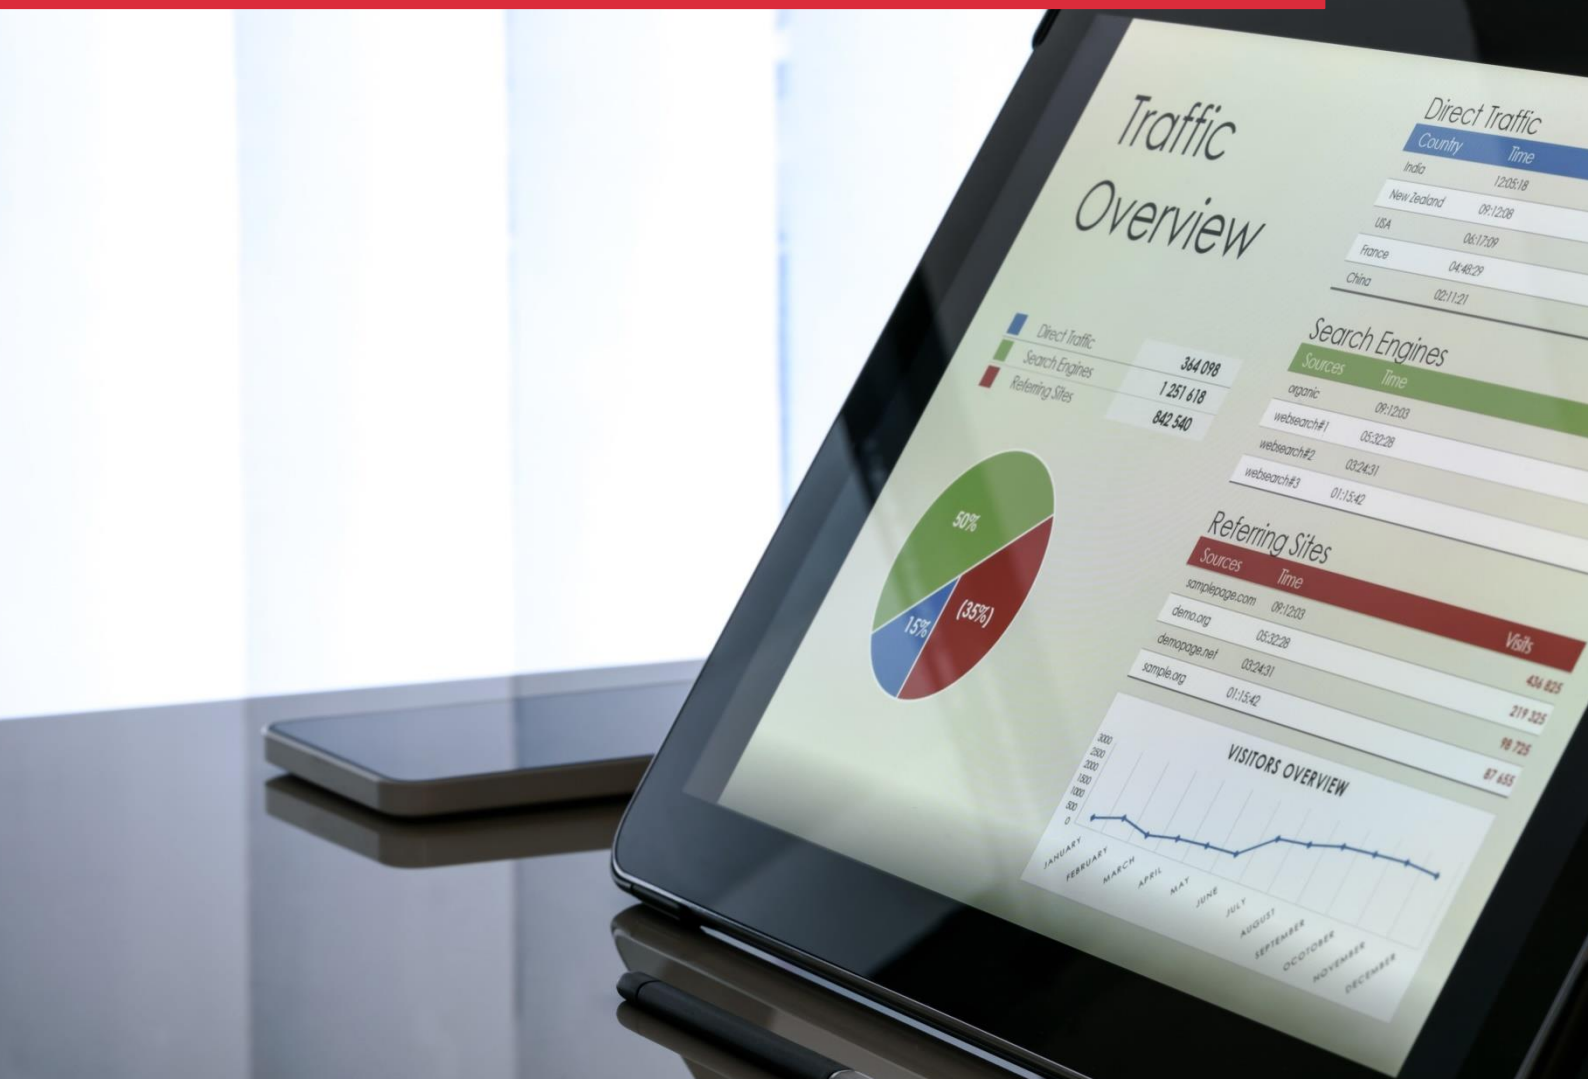 Traffic
Overview
Direct Traffic 364 098
Search Engines 1 251 618
Referring Sites 842 540
50%
(35%)
15%
Direct Traffic
Country Time
India 12:05:18
New Zealand 09:12:08
USA 06:17:09
France 04:48:29
China 02:11:21
Search Engines
Sources Time
organic 09:12:03
websearch#1 05:32:28
websearch#2 03:24:31
websearch#3 01:15:42
Referring Sites
Sources Time Visits
samplepage.com 09:12:03 436 825
demo.org 05:32:28 219 325
demopage.net 03:24:31 98 725
sample.org 01:15:42 87 655
VISITORS OVERVIEW
3000
2500
2000
1500
1000
500
0
JANUARY
FEBRUARY
MARCH
APRIL
MAY
JUNE
JULY
AUGUST
SEPTEMBER
OCOTOBER
NOVEMBER
DECEMBER